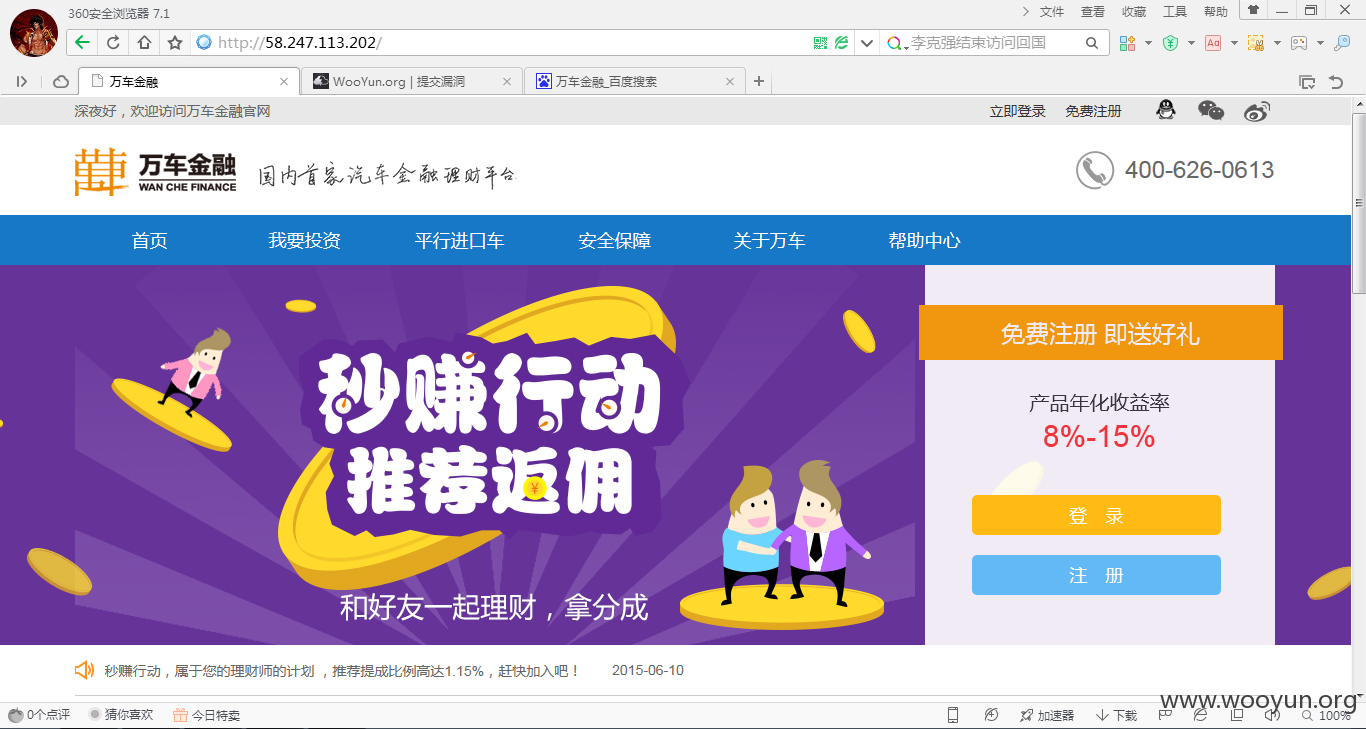 360安全浏览器 7.1
文件 查看 收藏 工具 帮助
http://58.247.113.202/
李克强结束访问回国
万车金融
WooYun.org | 提交漏洞
万车金融_百度搜索
深夜好，欢迎访问万车金融官网
立即登录 免费注册
万车金融
WAN CHE FINANCE
国内首家汽车金融理财平台
400-626-0613
首页 我要投资 平行进口车 安全保障 关于万车 帮助中心
秒赚行动
推荐返佣
¥
和好友一起理财，拿分成
免费注册 即送好礼
产品年化收益率
8%-15%
登 录
注 册
秒赚行动，属于您的理财师的计划 ，推荐提成比例高达1.15%，赶快加入吧！ 2015-06-10
www.wooyun.org
0个点评 猜你喜欢 今日特卖
加速器 下载 100%